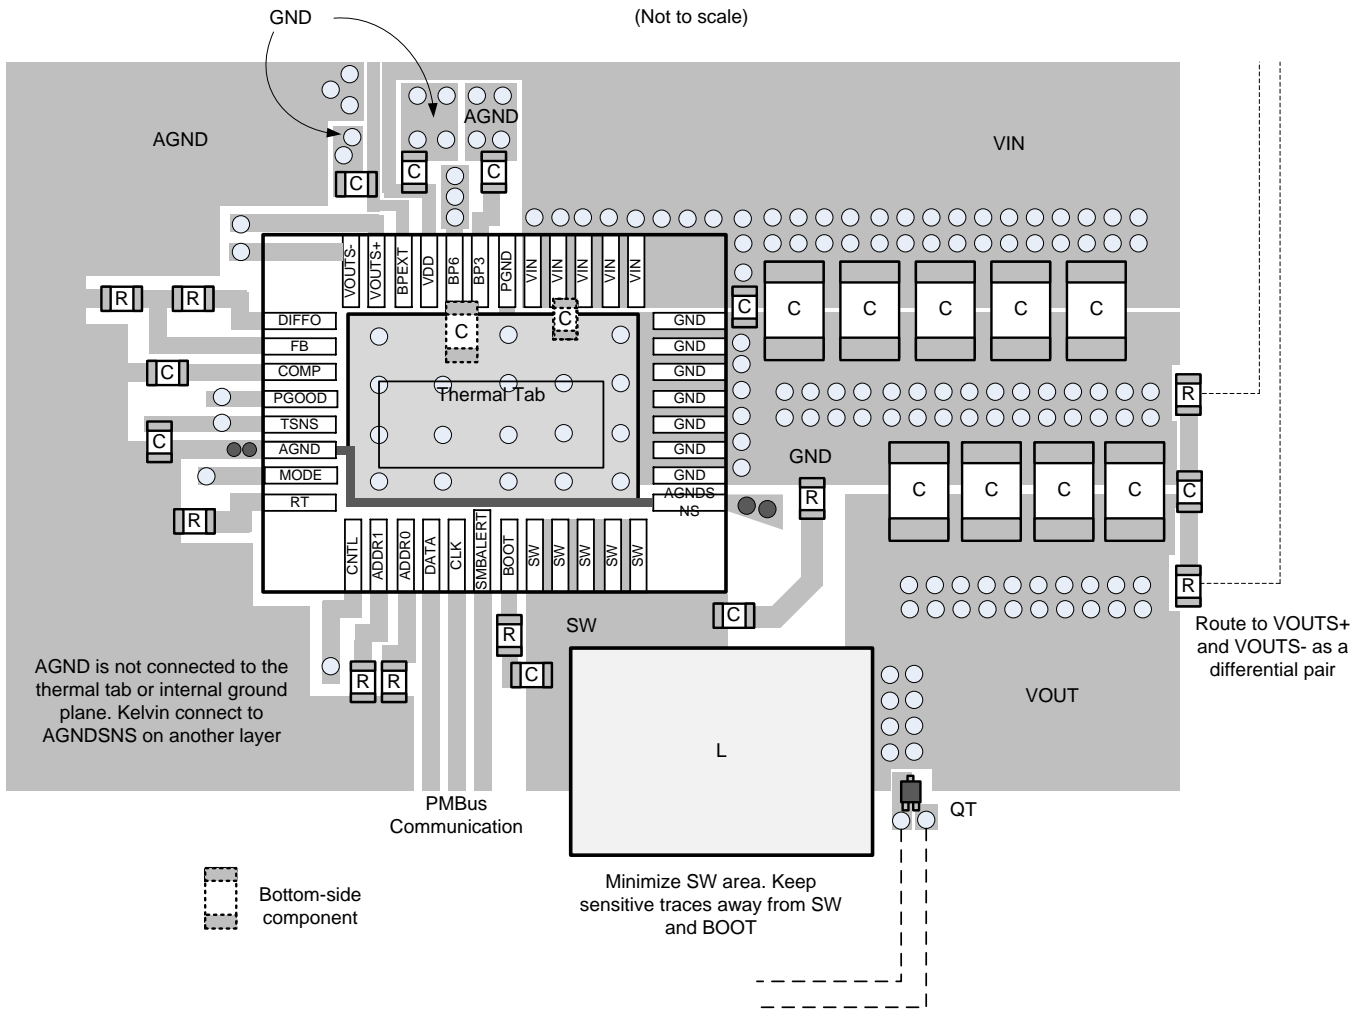 GND
(Not to scale)
AGND
AGND
VIN
C
C
C
VOUTS-
VOUTS+
BPEXT
VDD
BP6
BP3
PGND
VIN
VIN
VIN
VIN
VIN
R
R
C
C
C
C
C
C
C
C
DIFFO
FB
COMP
PGOOD
TSNS
AGND
MODE
RT
C
C
R
Thermal Tab
GND
GND
GND
GND
GND
GND
GND
AGNDS
NS
GND
R
C
C
C
C
R
C
R
CNTL
ADDR1
ADDR0
DATA
CLK
SMBALERT
BOOT
SW
SW
SW
SW
SW
R
C
R
R
C
SW
Route to VOUTS+
and VOUTS- as a
differential pair
AGND is not connected to the
thermal tab or internal ground
plane. Kelvin connect to
AGNDSNS on another layer
VOUT
L
PMBus
Communication
QT
Bottom-side
component
Minimize SW area. Keep
sensitive traces away from SW
and BOOT